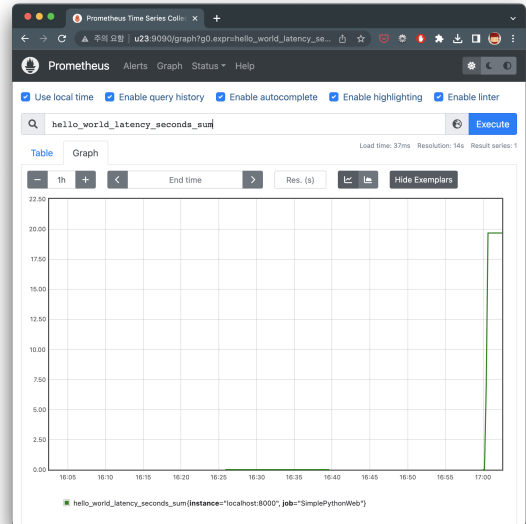 Prometheus Time Series Collec
주의 요함 | u23:9090/graph?g0.expr=hello_world_latency_se...
Prometheus Alerts Graph Status Help
Use local time Enable query history Enable autocomplete Enable highlighting Enable linter
hello_world_latency_seconds_sum Execute
Load time: 37ms Resolution: 14s Result series: 1
Table Graph
− 1h + < End time > Res. (s) Hide Exemplars
22.50
20.00
17.50
15.00
12.50
10.00
7.50
5.00
2.50
0.00
16:05 16:10 16:15 16:20 16:25 16:30 16:35 16:40 16:45 16:50 16:55 17:00
hello_world_latency_seconds_sum{instance="localhost:8000", job="SimplePythonWeb"}